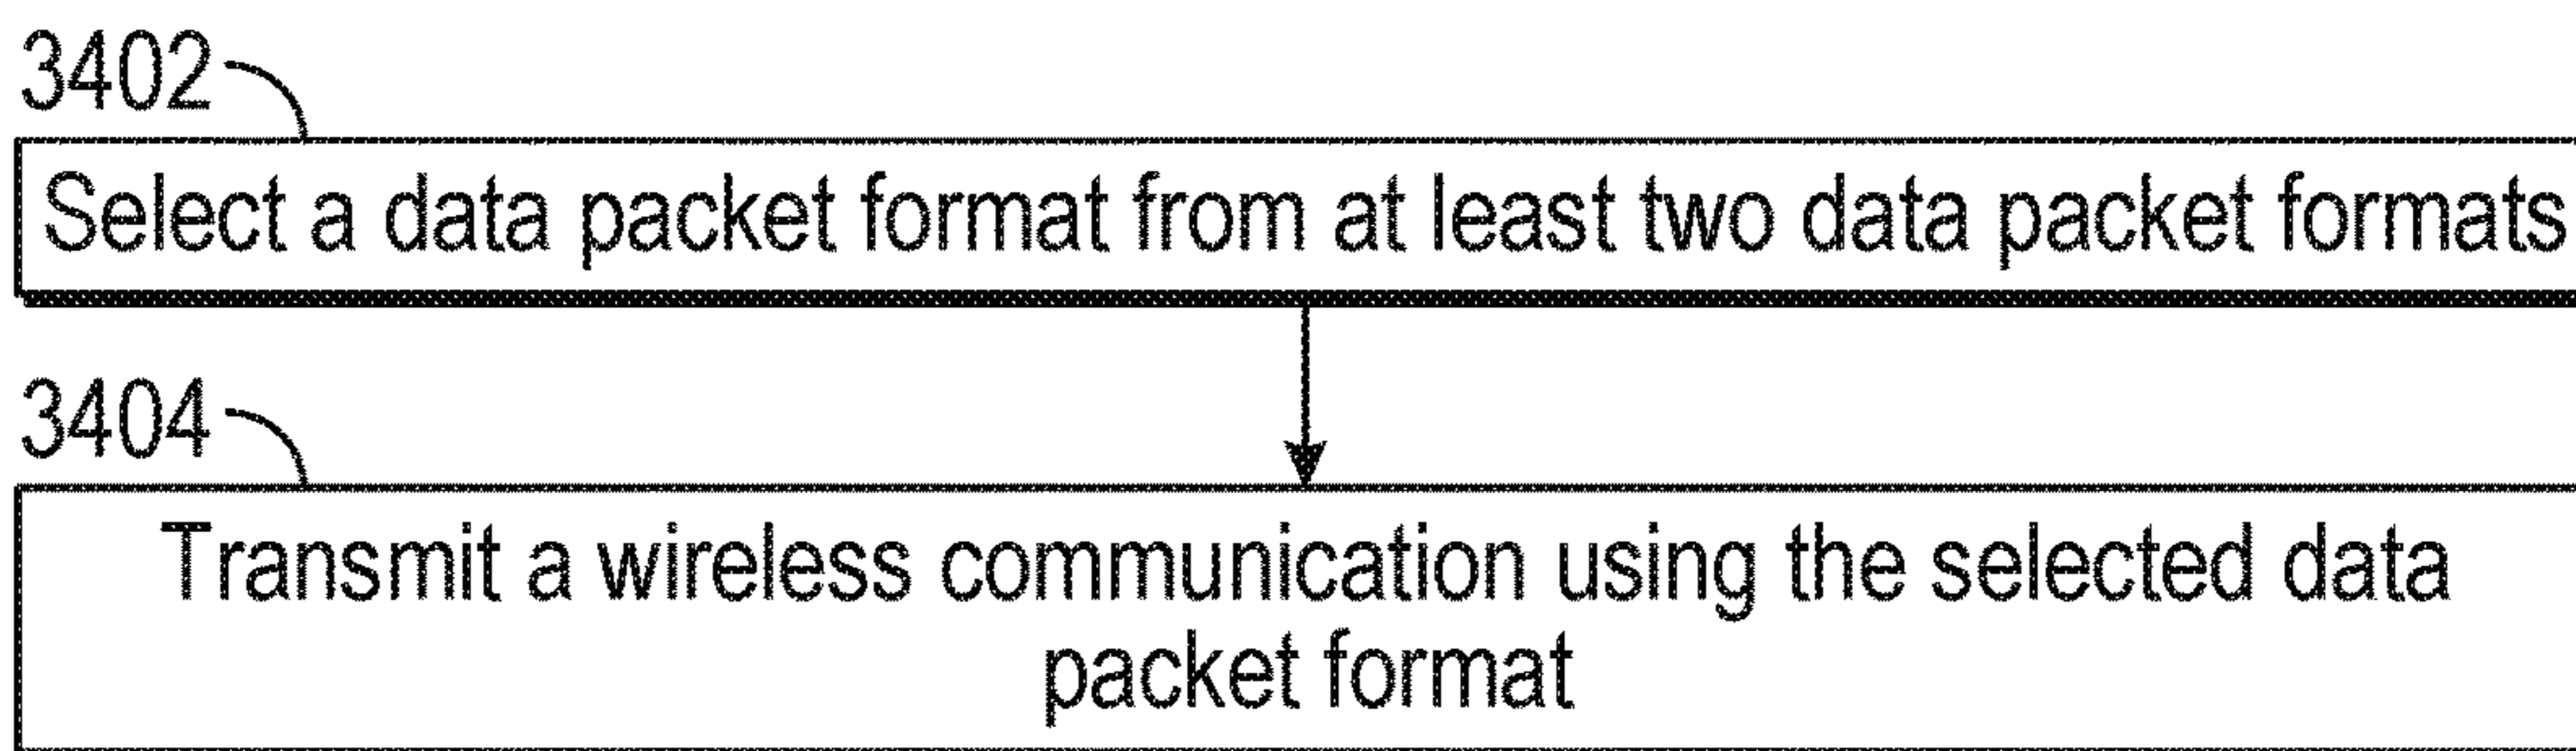 3402
Select a data packet format from at least two data packet formats
3404
Transmit a wireless communication using the selected data
packet format